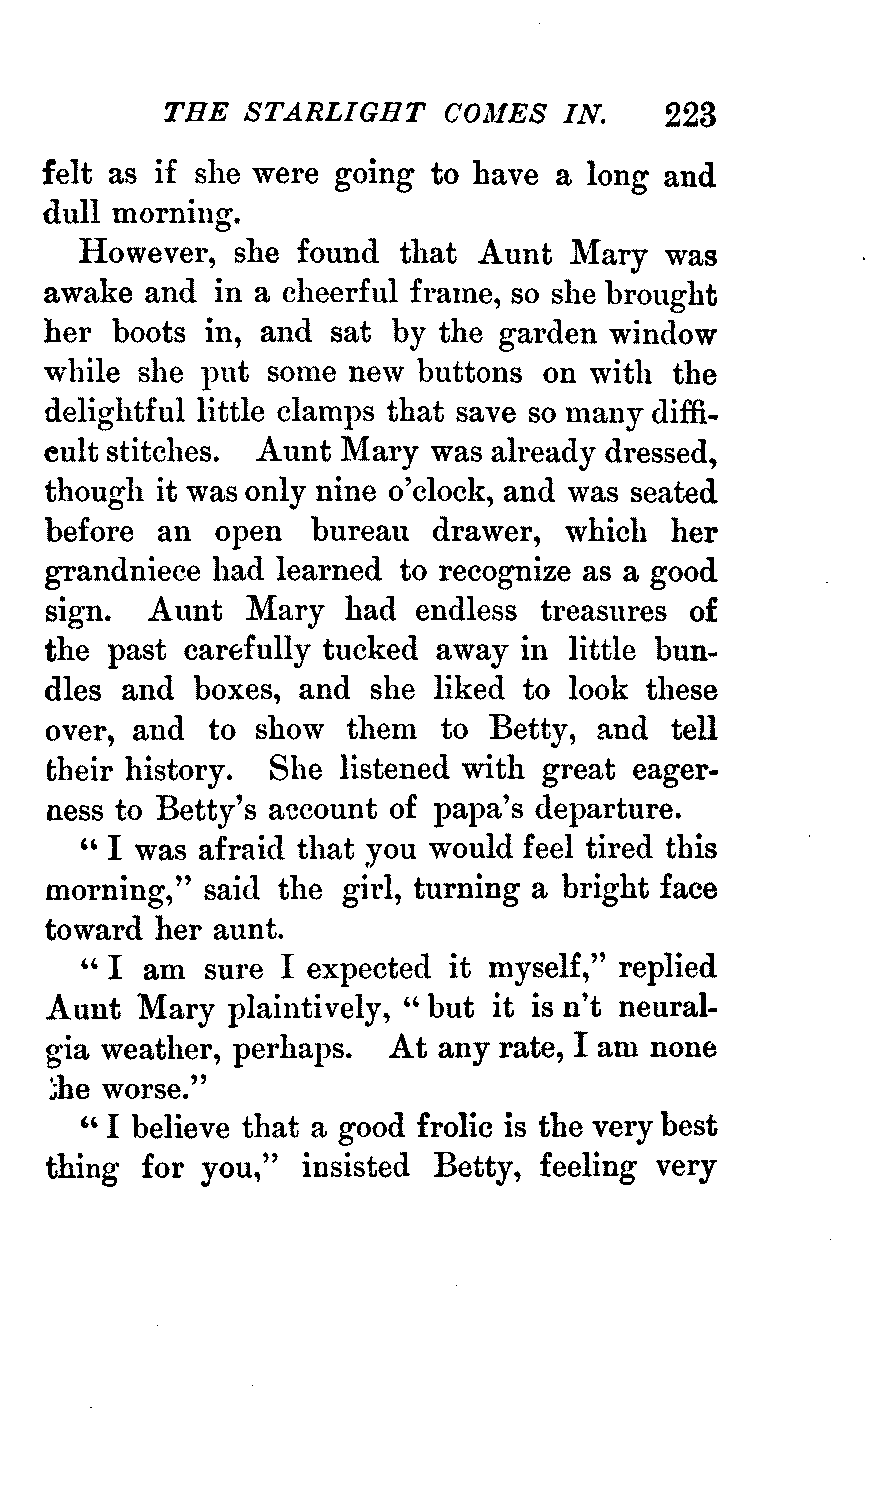 THE STARLIGHT COMES IN. 223
felt as if she were going to have a long and
dull morning.
However, she found that Aunt Mary was
awake and in a cheerful frame, so she brought
her boots in, and sat by the garden window
while she put some new buttons on with the
delightful little clamps that save so many diffi-
cult stitches. Aunt Mary was already dressed,
though it was only nine o'clock, and was seated
before an open bureau drawer, which her
grandniece had learned to recognize as a good
sign. Aunt Mary had endless treasures of
the past carefully tucked away in little bun-
dles and boxes, and she liked to look these
over, and to show them to Betty, and tell
their history. She listened with great eager-
ness to Betty's account of papa's departure.
“I was afraid that you would feel tired this
morning,” said the girl, turning a bright face
toward her aunt.
“I am sure I expected it myself,” replied
Aunt Mary plaintively, “but it is n't neural-
gia weather, perhaps. At any rate, I am none
the worse.”
“I believe that a good frolic is the very best
thing for you,” insisted Betty, feeling very